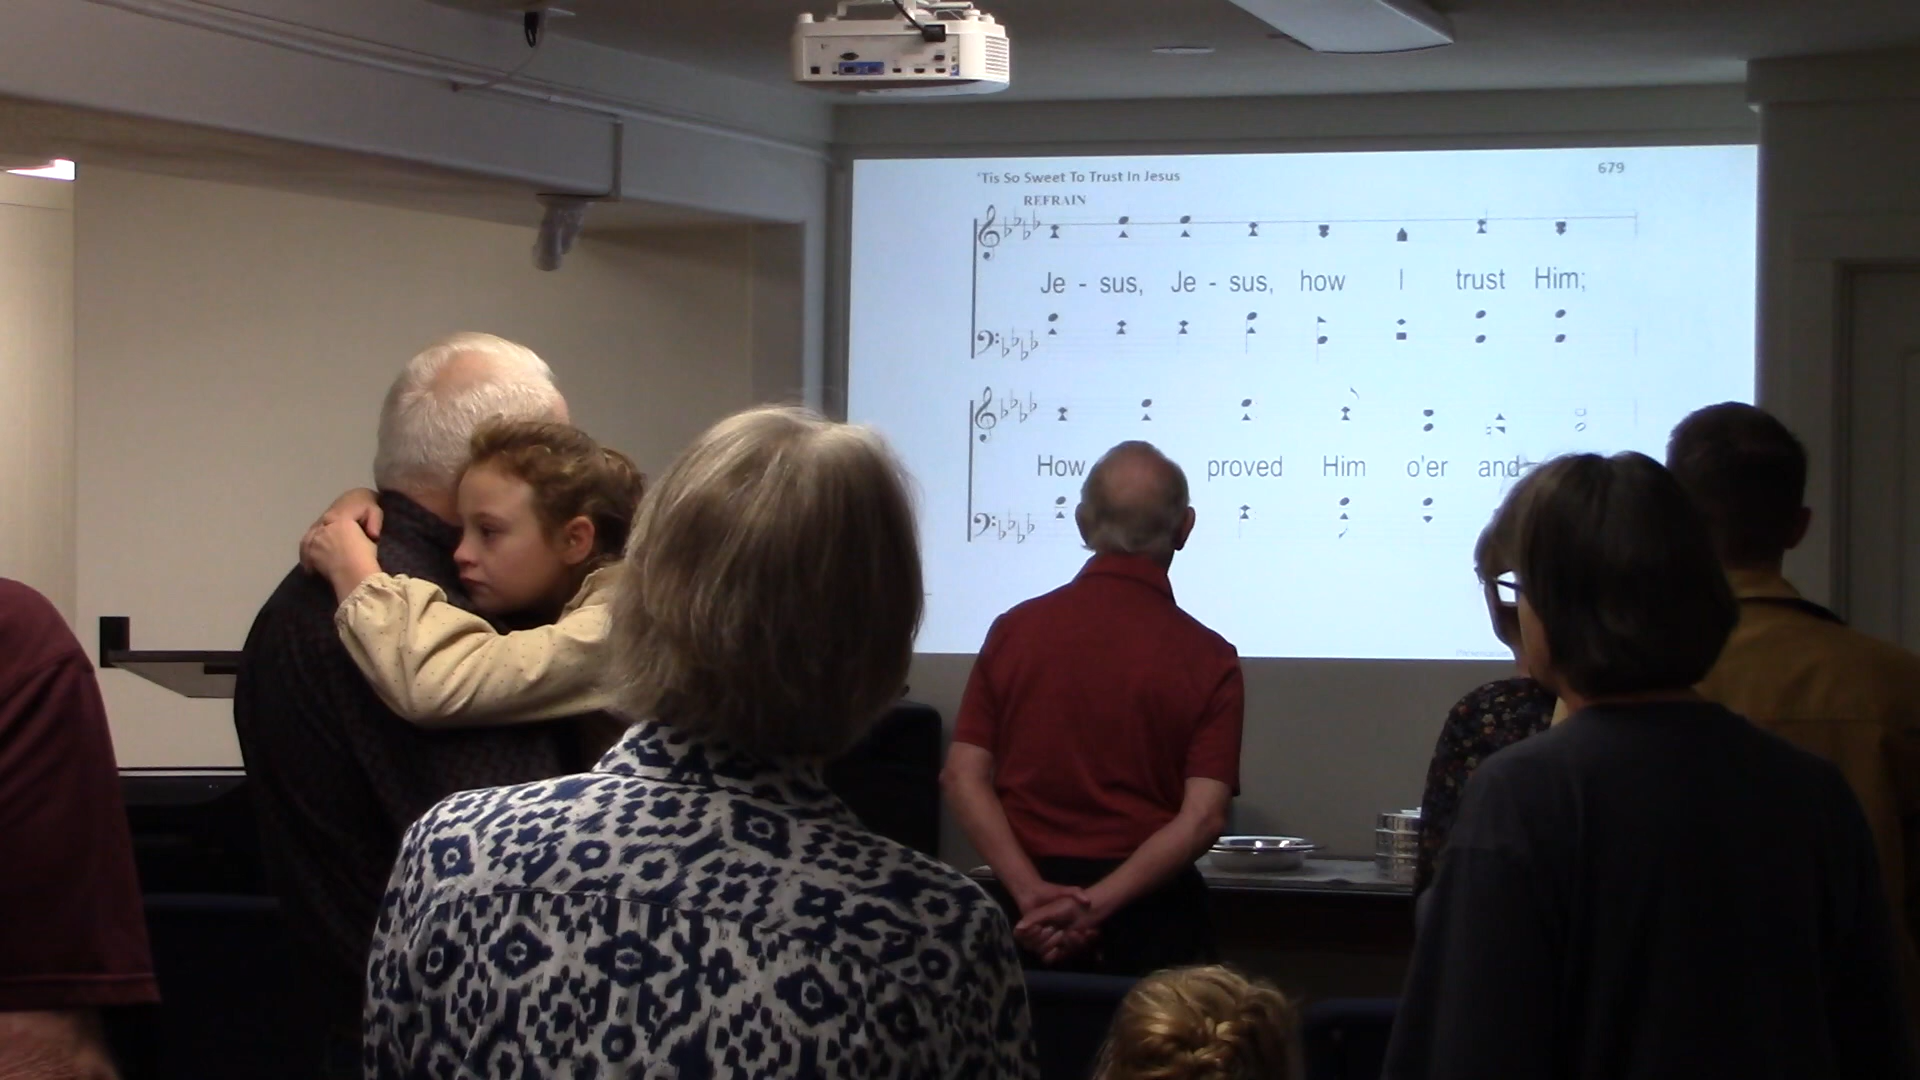 'Tis So Sweet To Trust In Jesus
679
REFRAIN
Je - sus, Je - sus, how I trust Him;
How proved Him o'er and